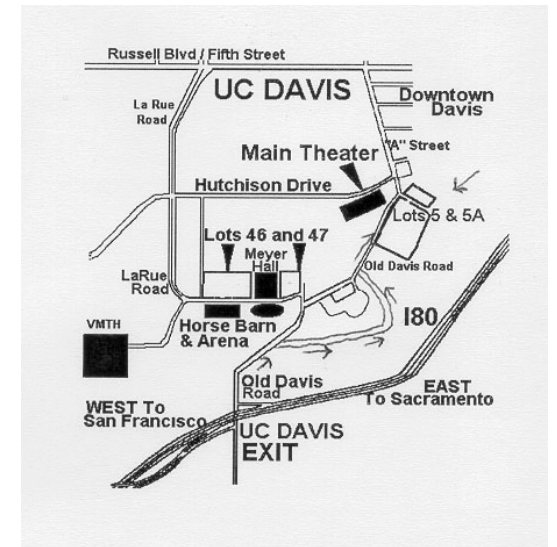 Russell Blvd / Fifth Street
UC DAVIS
La Rue
Road
Downtown
Davis
"A" Street
Main Theater
Hutchison Drive
Lots 5 & 5A
Lots 46 and 47
Meyer
Hall
Old Davis Road
LaRue
Road
VMTH
Horse Barn
& Arena
I80
Old Davis
Road
EAST
To Sacramento
WEST To
San Francisco
UC DAVIS
EXIT